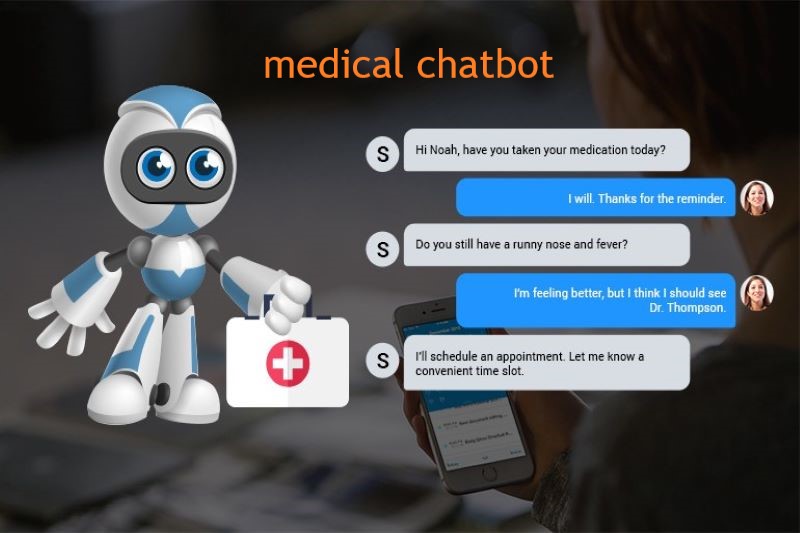 medical chatbot
S
Hi Noah, have you taken your medication today?
I will. Thanks for the reminder.
S
Do you still have a runny nose and fever?
I'm feeling better, but I think I should see
Dr. Thompson.
S
I'll schedule an appointment. Let me know a
convenient time slot.